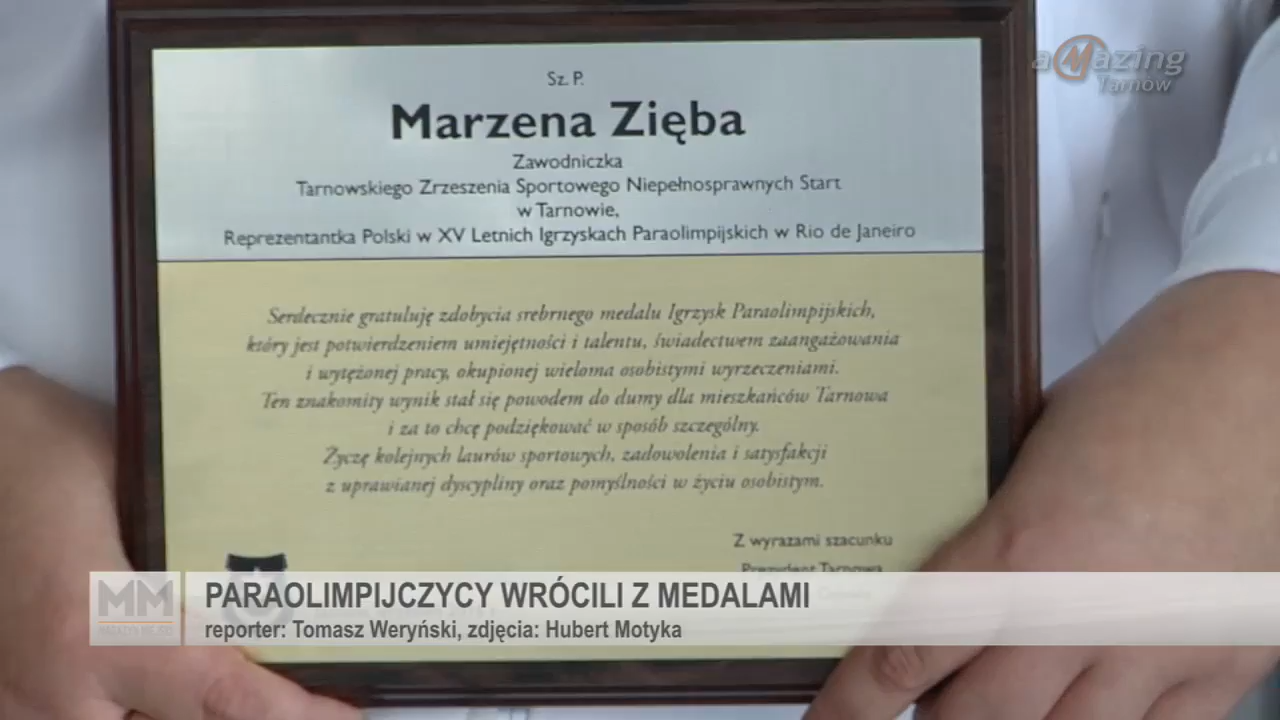 aMazing
Tarnów
Sz. P.
Marzena Zięba
Zawodniczka
Tarnowskiego Zrzeszenia Sportowego Niepełnosprawnych Start
w Tarnowie,
Reprezentantka Polski w XV Letnich Igrzyskach Paraolimpijskich w Rio de Janeiro
Serdecznie gratuluję zdobycia srebrnego medalu Igrzysk Paraolimpijskich,
który jest potwierdzeniem umiejętności i talentu, świadectwem zaangażowania
i wytężonej pracy, okupionej wieloma osobistymi wyrzeczeniami.
Ten znakomity wynik stał się powodem do dumy dla mieszkańców Tarnowa
i za to chcę podziękować w sposób szczególny.
Życzę kolejnych laurów sportowych, zadowolenia i satysfakcji
z uprawianej dyscypliny oraz pomyślności w życiu osobistym.
Z wyrazami szacunku
Prezydent Tarnowa
MM
MAGAZYN MIEJSKI
PARAOLIMPIJCZYCY WRÓCILI Z MEDALAMI
reporter: Tomasz Weryński, zdjęcia: Hubert Motyka